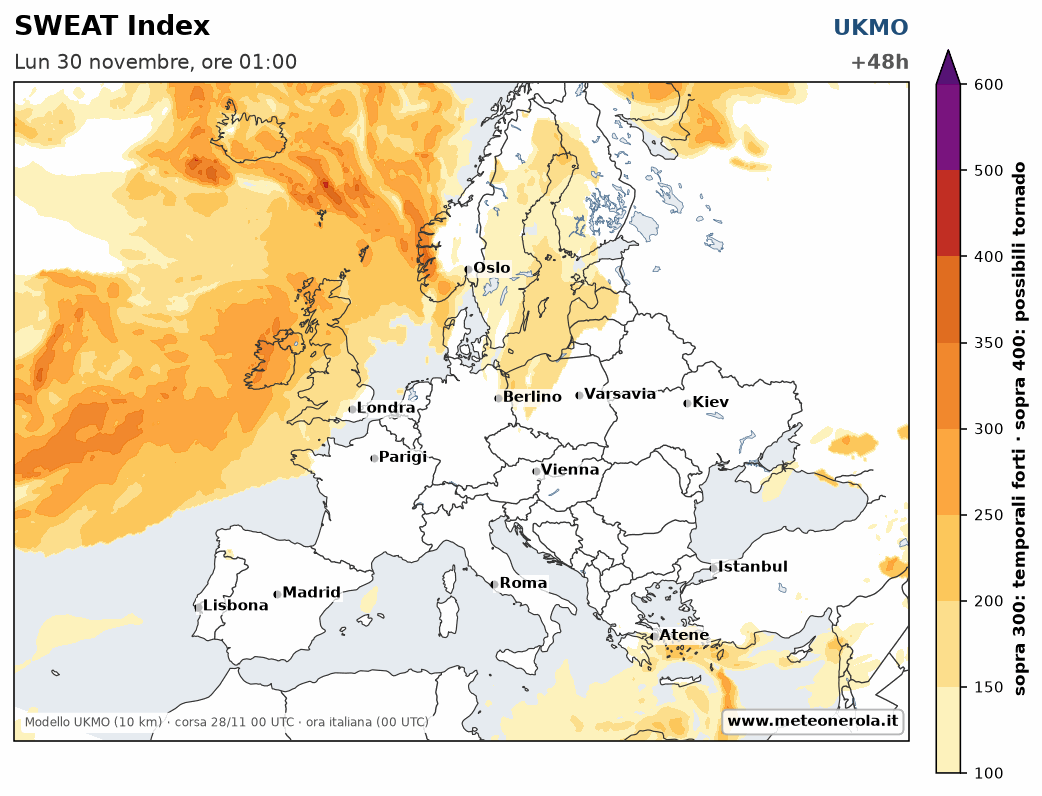 SWEAT Index
UKMO
Lun 30 novembre, ore 01:00
+48h
600
500
400
350
300
250
200
150
100
sopra 300: temporali forti · sopra 400: possibili tornado
Oslo
Berlino
Varsavia
Kiev
Londra
Parigi
Vienna
Istanbul
Roma
Madrid
Lisbona
Atene
Modello UKMO (10 km) · corsa 28/11 00 UTC · ora italiana (00 UTC)
www.meteonerola.it